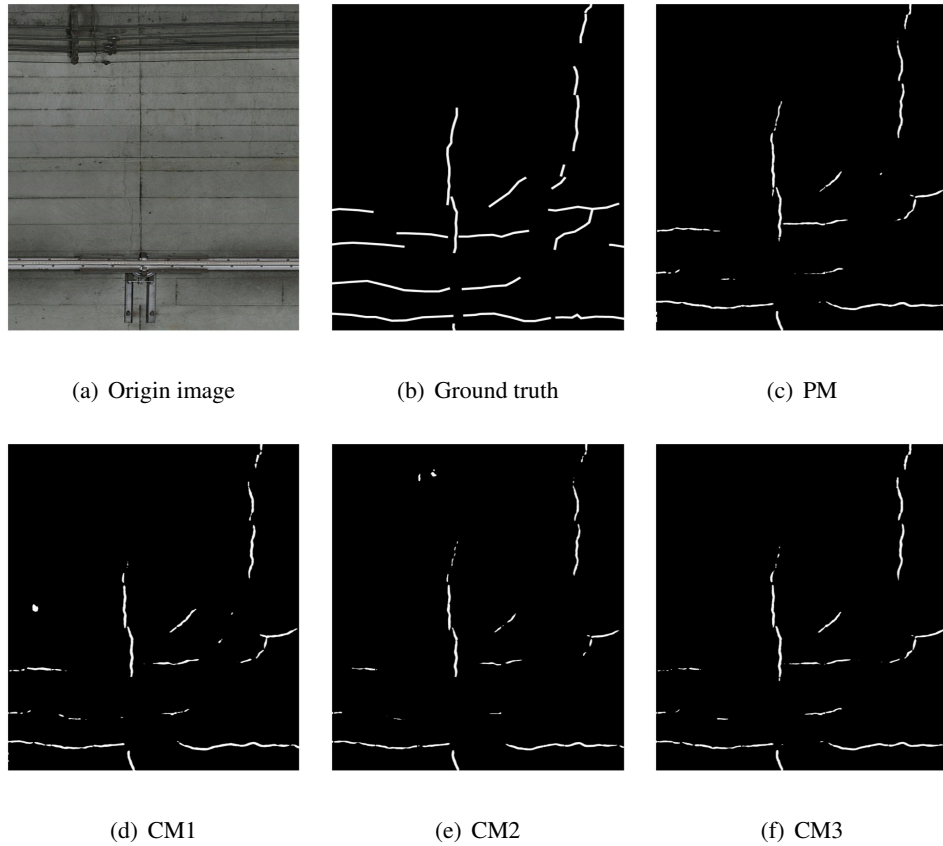 (a) Origin image
(b) Ground truth
(c) PM
(d) CM1
(e) CM2
(f) CM3